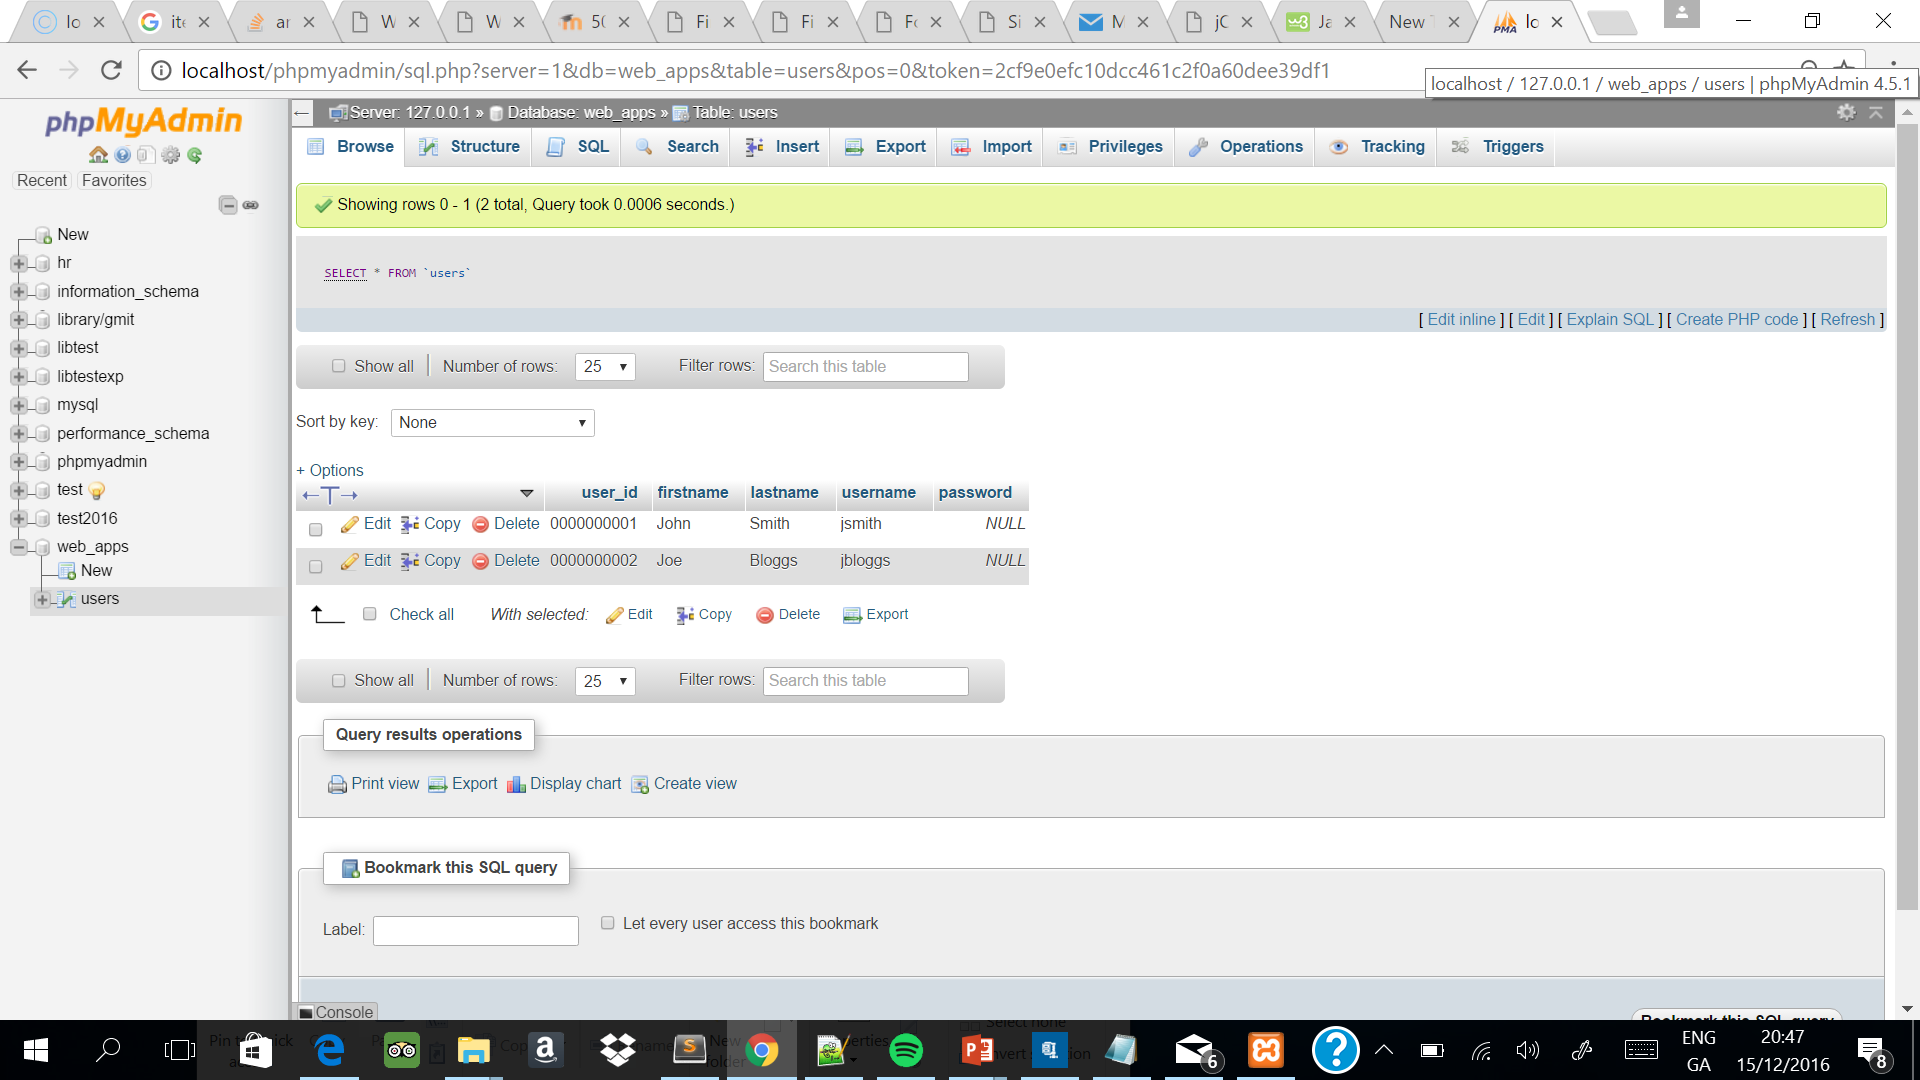 lo
ite
ar
W
W
50
Fi
Fi
Fo
Si
M
jC
Ja
New T
PMA lo
localhost/phpmyadmin/sql.php?server=1&db=web_apps&table=users&pos=0&token=2cf9e0efc10dcc461c2f0a60dee39df1
localhost / 127.0.0.1 / web_apps / users | phpMyAdmin 4.5.1
phpMyAdmin
Recent Favorites
New
hr
information_schema
library/gmit
libtest
libtestexp
mysql
performance_schema
phpmyadmin
test
test2016
web_apps
New
users
Server: 127.0.0.1 » Database: web_apps » Table: users
Browse Structure SQL Search Insert Export Import Privileges Operations Tracking Triggers
Showing rows 0 - 1 (2 total, Query took 0.0006 seconds.)
SELECT * FROM `users`
[ Edit inline ] [ Edit ] [ Explain SQL ] [ Create PHP code ] [ Refresh ]
Show all Number of rows: 25 Filter rows: Search this table
Sort by key: None
+ Options
user_id firstname lastname username password
Edit Copy Delete 0000000001 John Smith jsmith NULL
Edit Copy Delete 0000000002 Joe Bloggs jbloggs NULL
Check all With selected: Edit Copy Delete Export
Show all Number of rows: 25 Filter rows: Search this table
Query results operations
Print view Export Display chart Create view
Bookmark this SQL query
Label: Let every user access this bookmark
Console
Bookmark this SQL query
ENG
GA
20:47
15/12/2016
6
8